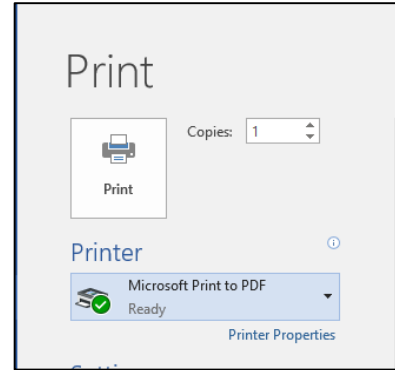 Print
Copies: 1
Print
Printer
Microsoft Print to PDF
Ready
Printer Properties